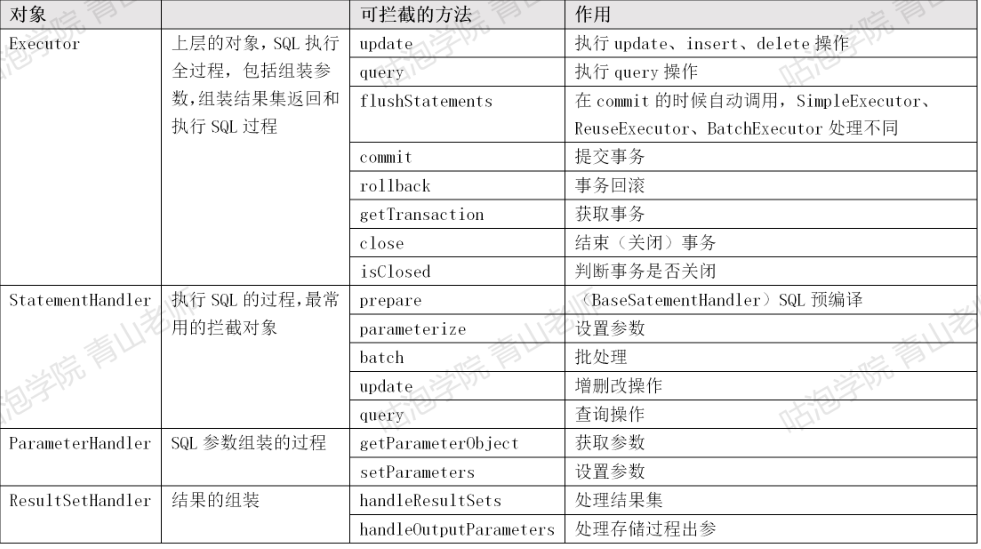 对象 可拦截的方法 作用
Executor 上层的对象，SQL 执行 update 执行 update、insert、delete 操作
全过程，包括组装参 query 执行 query 操作
数，组装结果集返回和 flushStatements 在 commit 的时候自动调用，SimpleExecutor、
执行 SQL 过程 ReuseExecutor、BatchExecutor 处理不同
commit 提交事务
rollback 事务回滚
getTransaction 获取事务
close 结束（关闭）事务
isClosed 判断事务是否关闭
StatementHandler 执行 SQL 的过程，最常 prepare （BaseSatementHandler）SQL 预编译
用的拦截对象 parameterize 设置参数
batch 批处理
update 增删改操作
query 查询操作
ParameterHandler SQL 参数组装的过程 getParameterObject 获取参数
setParameters 设置参数
ResultSetHandler 结果的组装 handleResultSets 处理结果集
handleOutputParameters 处理存储过程出参
咕泡学院 青山老师
咕泡学院 青山老师